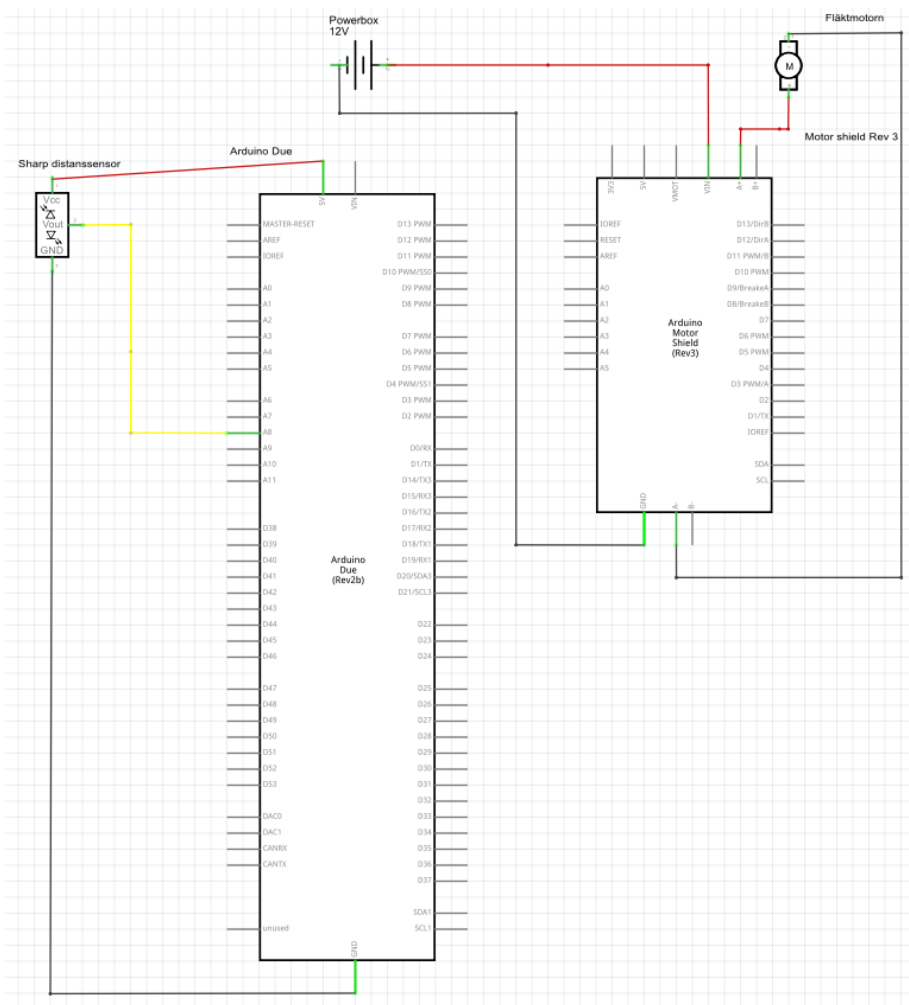 Powerbox
12V
Fläktmotorn
M
Motor shield Rev 3
Arduino Due
Sharp distanssensor
Vcc
Vout
GND
5V
VIN
MASTER-RESET
AREF
IOREF
A0
A1
A2
A3
A4
A5
A6
A7
A8
A9
A10
A11
D38
D39
D40
D41
D42
D43
D44
D45
D46
D47
D48
D49
D50
D51
D52
D53
DAC0
DAC1
CANRX
CANTX
unused
D13 PWM
D12 PWM
D11 PWM
D10 PWM/SS0
D9 PWM
D8 PWM
D7 PWM
D6 PWM
D5 PWM
D4 PWM/SS1
D3 PWM
D2 PWM
D0/RX
D1/TX
D14/TX3
D15/RX3
D16/TX2
D17/RX2
D18/TX1
D19/RX1
D20/SDA3
D21/SCL3
D22
D23
D24
D25
D26
D27
D28
D29
D30
D31
D32
D33
D34
D35
D36
D37
SDA1
SCL1
Arduino
Due
(Rev2b)
GND
3V3
5V
VMOT
VIN
A+
B+
IOREF
RESET
AREF
A0
A1
A2
A3
A4
A5
D13/DirB
D12/DirA
D11 PWM/B
D10 PWM
D9/BreakeA
D8/BreakeB
D7
D6 PWM
D5 PWM
D4
D3 PWM/A
D2
D1/TX
IOREF
SDA
SCL
Arduino
Motor
Shield
(Rev3)
GND
A-
B-